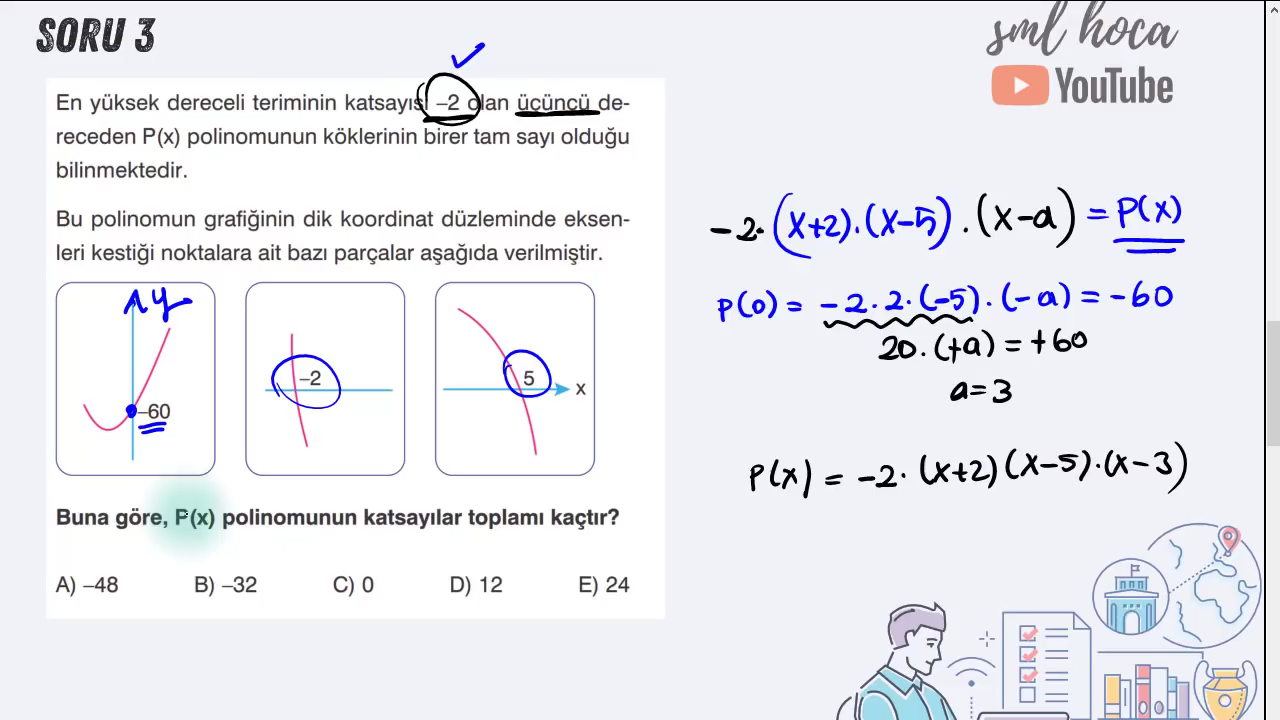 SORU 3
sml hoca
YouTube
En yüksek dereceli teriminin katsayısı –2 olan üçüncü de-
receden P(x) polinomunun köklerinin birer tam sayı olduğu
bilinmektedir.
Bu polinomun grafiğinin dik koordinat düzleminde eksen-
leri kestiği noktalara ait bazı parçalar aşağıda verilmiştir.
y
–60
–2
5
x
Buna göre, P(x) polinomunun katsayılar toplamı kaçtır?
A) –48 B) –32 C) 0 D) 12 E) 24
-2·(x+2)·(x-5)·(x-a) = P(x)
P(0) = -2·2·(-5)·(-a) = -60
20·(+a) = +60
a = 3
P(x) = -2·(x+2)(x-5)·(x-3)